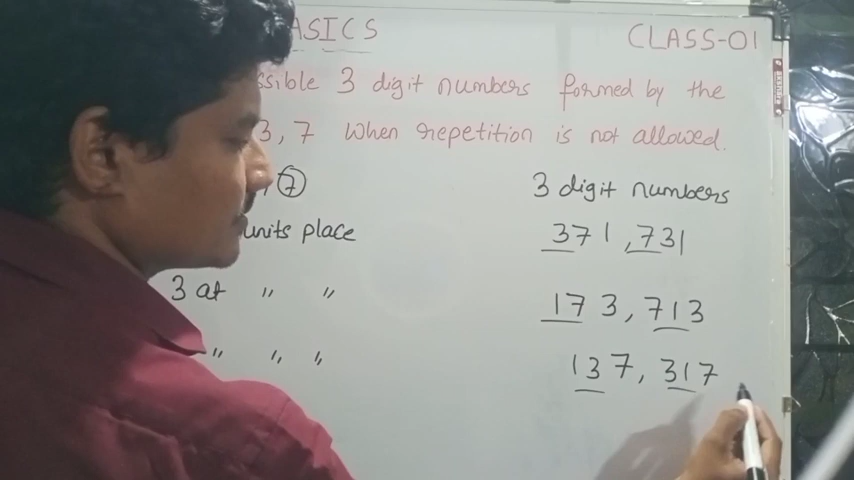 ASICS CLASS-01
ssible 3 digit numbers formed by the
3, 7 when repetition is not allowed.
7 3 digit numbers
units place 371, 731
3 at " " 173, 713
" " " 137, 317